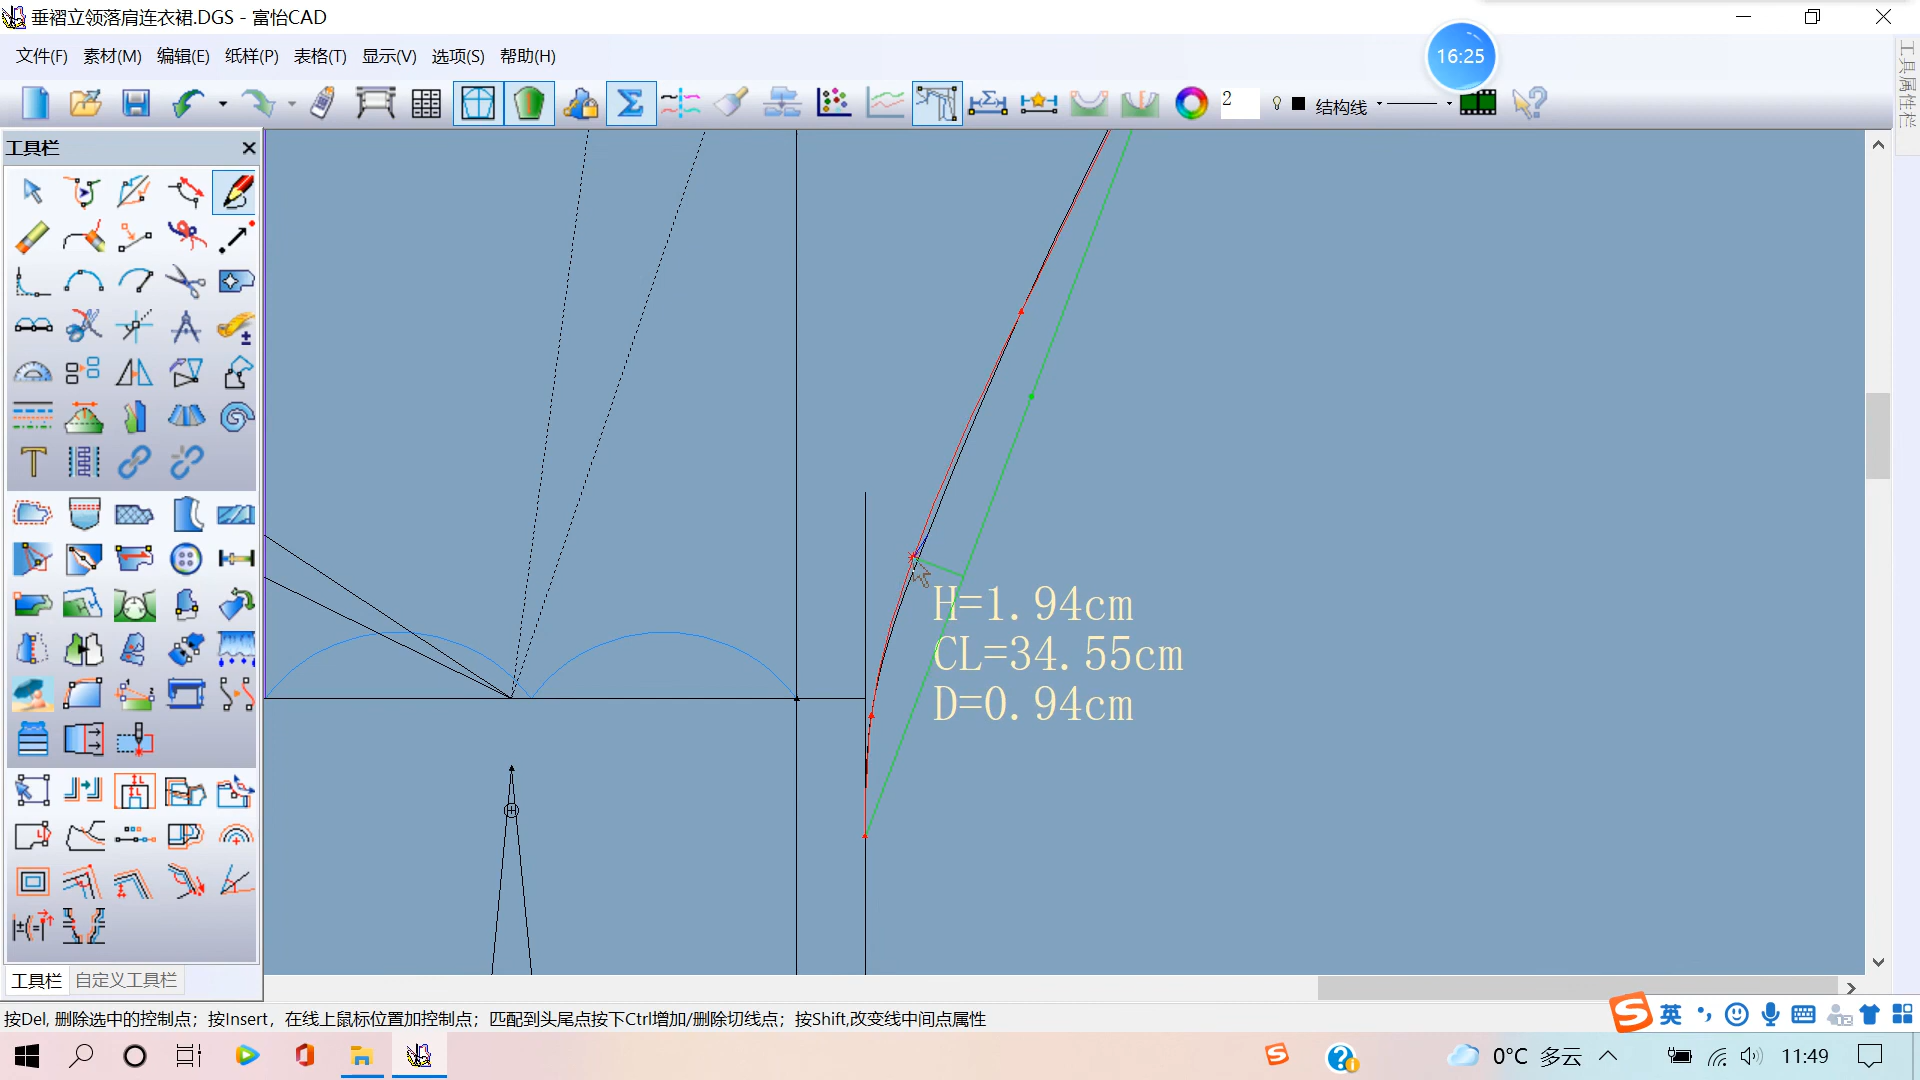 垂褶立领落肩连衣裙.DGS - 富怡CAD
16:25
文件(F) 素材(M) 编辑(E) 纸样(P) 表格(T) 显示(V) 选项(S) 帮助(H)
工具属性栏
2
结构线
工具栏
H=1.94cm
CL=34.55cm
D=0.94cm
工具栏 自定义工具栏
按Del, 删除选中的控制点；按Insert，在线上鼠标位置加控制点；匹配到头尾点按下Ctrl增加/删除切线点；按Shift,改变线中间点属性
英
0°C 多云
11:49